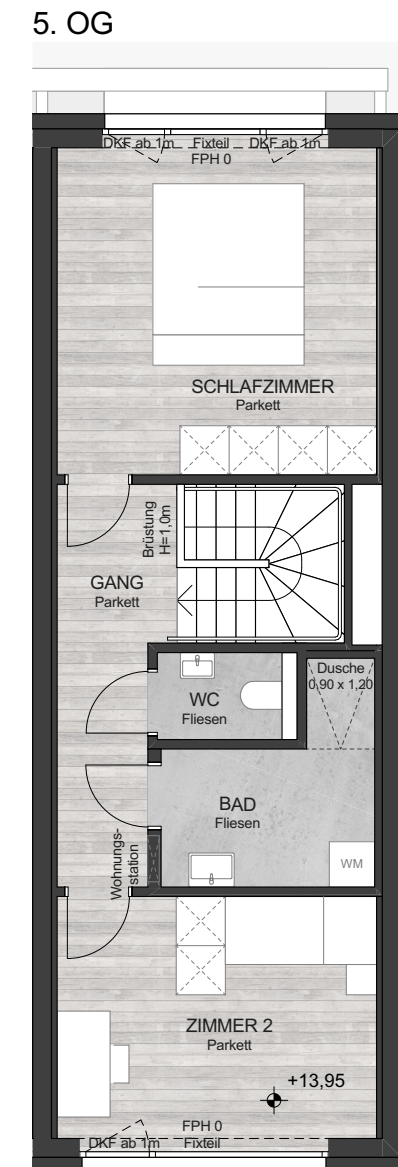 5. OG
DKF ab 1m Fixteil DKF ab 1m
FPH 0
SCHLAFZIMMER
Parkett
Brüstung
H=1,0m
GANG
Parkett
WC
Fliesen
Dusche
0,90 x 1,20
BAD
Fliesen
Wohnungs-
station
WM
ZIMMER 2
Parkett
+13,95
FPH 0
DKF ab 1m Fixteil